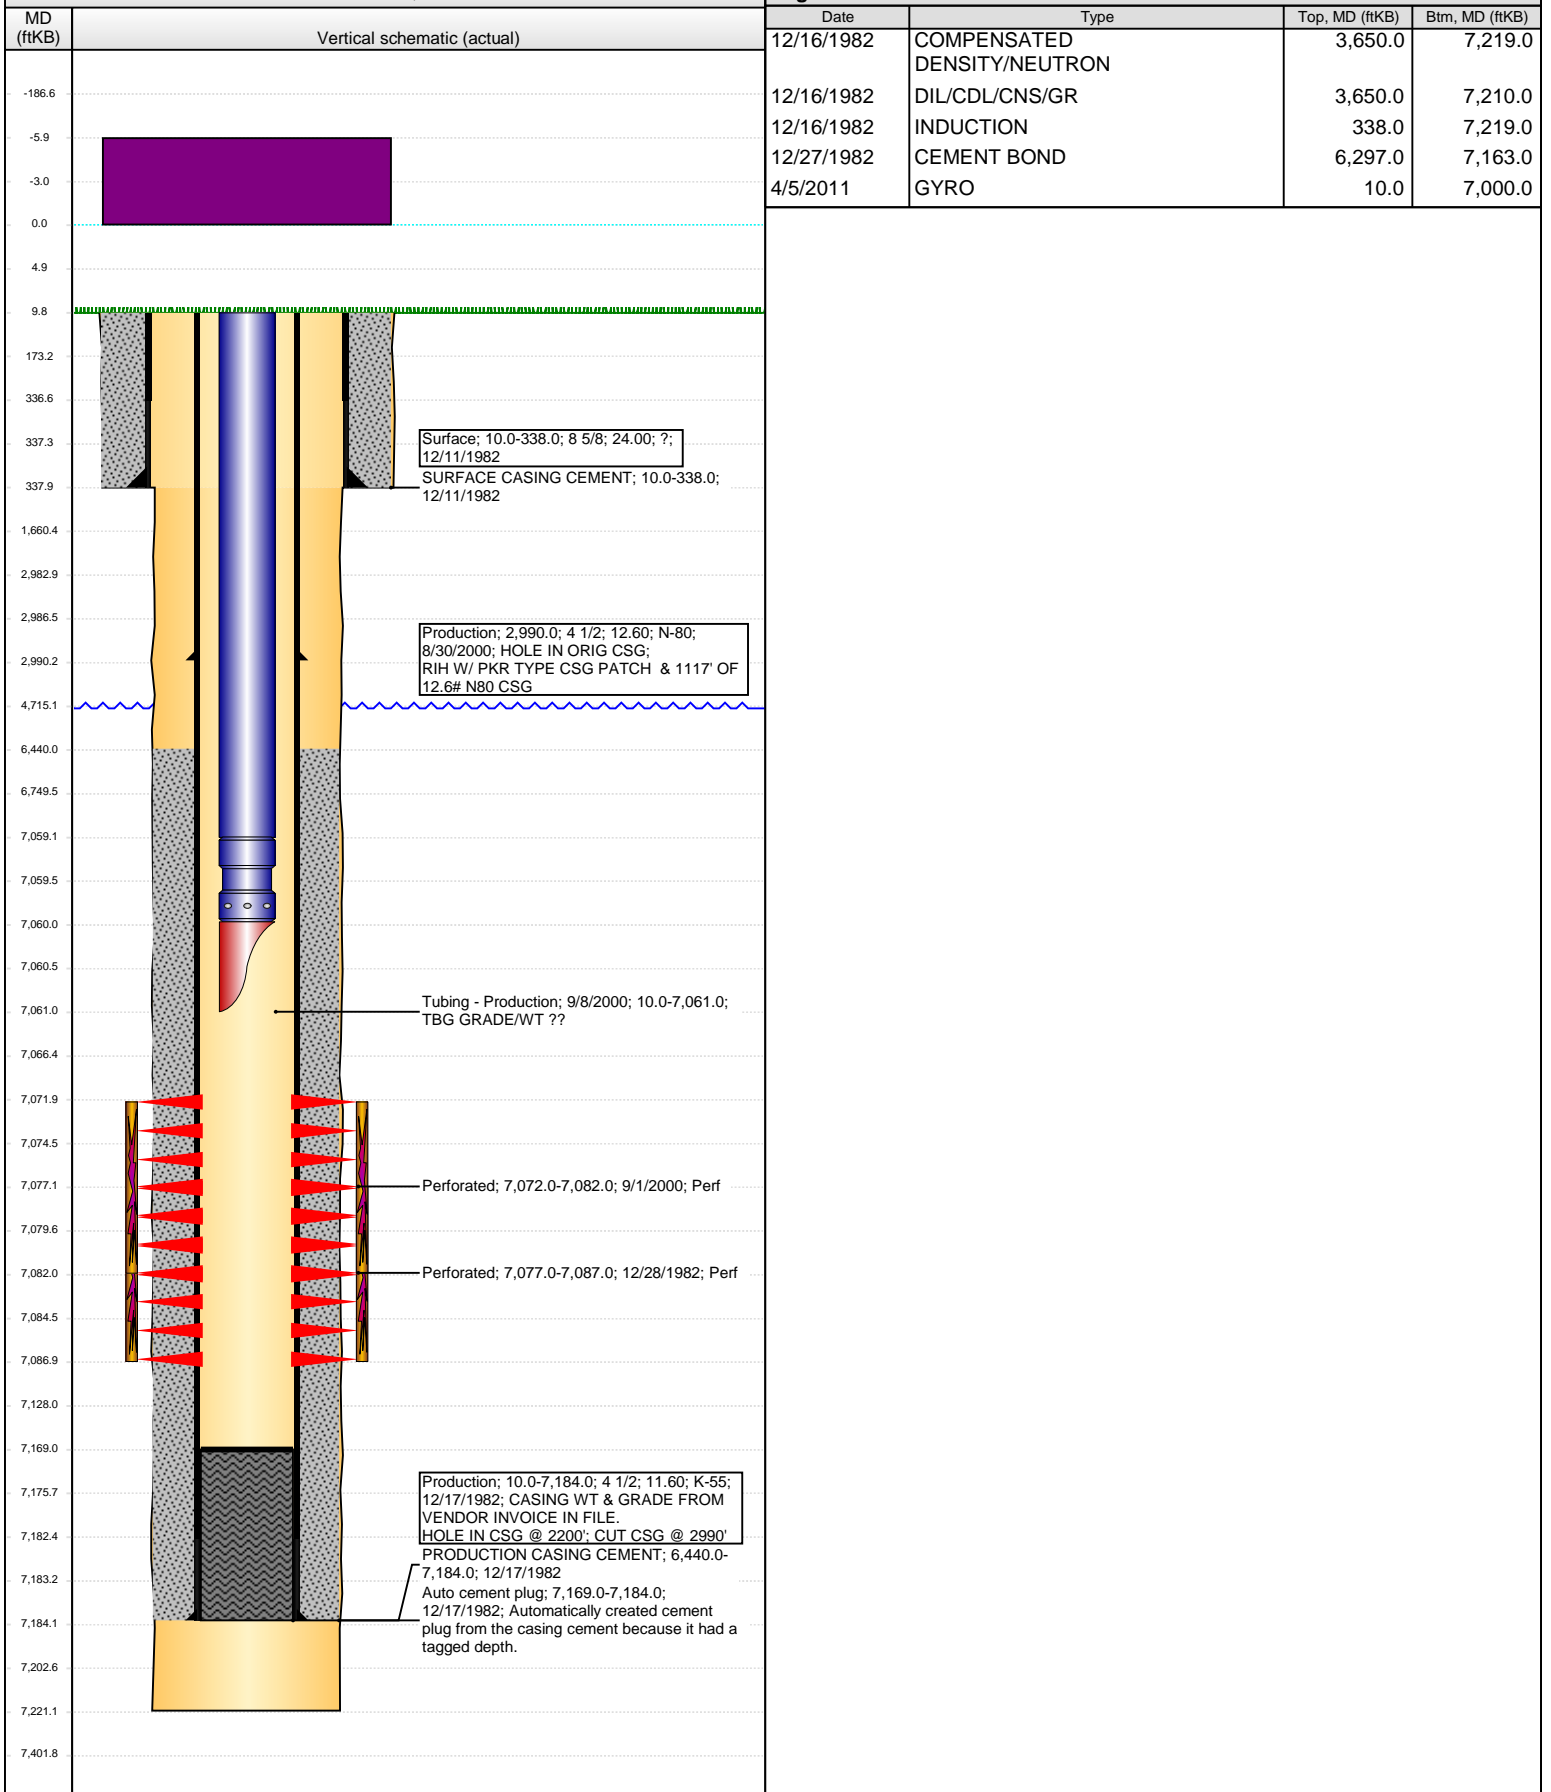 MD
(ftKB)
Vertical schematic (actual)
-186.6
-5.9
-3.0
0.0
4.9
9.8
173.2
336.6
337.3
337.9
1,660.4
2,982.9
2,986.5
2,990.2
4,715.1
6,440.0
6,749.5
7,059.1
7,059.5
7,060.0
7,060.5
7,061.0
7,066.4
7,071.9
7,074.5
7,077.1
7,079.6
7,082.0
7,084.5
7,086.9
7,128.0
7,169.0
7,175.7
7,182.4
7,183.2
7,184.1
7,202.6
7,221.1
7,401.8
Surface; 10.0-338.0; 8 5/8; 24.00; ?;
12/11/1982
SURFACE CASING CEMENT; 10.0-338.0;
12/11/1982
Production; 2,990.0; 4 1/2; 12.60; N-80;
8/30/2000; HOLE IN ORIG CSG;
RIH W/ PKR TYPE CSG PATCH & 1117' OF
12.6# N80 CSG
Tubing - Production; 9/8/2000; 10.0-7,061.0;
TBG GRADE/WT ??
Perforated; 7,072.0-7,082.0; 9/1/2000; Perf
Perforated; 7,077.0-7,087.0; 12/28/1982; Perf
Production; 10.0-7,184.0; 4 1/2; 11.60; K-55;
12/17/1982; CASING WT & GRADE FROM
VENDOR INVOICE IN FILE.
HOLE IN CSG @ 2200'; CUT CSG @ 2990'
PRODUCTION CASING CEMENT; 6,440.0-
7,184.0; 12/17/1982
Auto cement plug; 7,169.0-7,184.0;
12/17/1982; Automatically created cement
plug from the casing cement because it had a
tagged depth.
Date Type Top, MD (ftKB) Btm, MD (ftKB)
12/16/1982 COMPENSATED 3,650.0 7,219.0
DENSITY/NEUTRON
12/16/1982 DIL/CDL/CNS/GR 3,650.0 7,210.0
12/16/1982 INDUCTION 338.0 7,219.0
12/27/1982 CEMENT BOND 6,297.0 7,163.0
4/5/2011 GYRO 10.0 7,000.0